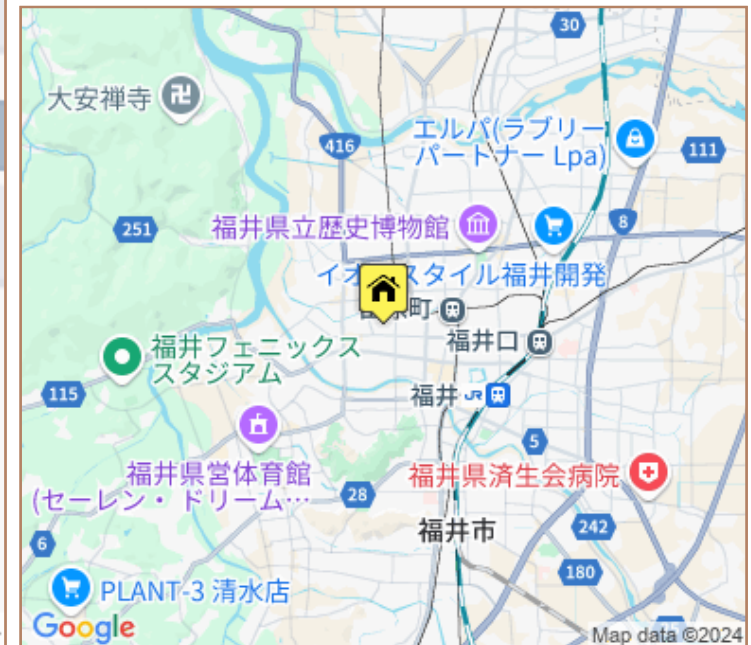 30
大安禅寺
卍
416
エルパ(ラブリー
パートナー Lpa)
111
251
福井県立歴史博物館
8
スタイル福井開発
町
福井口
福井フェニックス
スタジアム
115
福井
JR
5
福井県営体育館
(セーレン・ドリーム…
28
福井県済生会病院
福井市
242
6
180
PLANT-3 清水店
Google
Map data ©2024